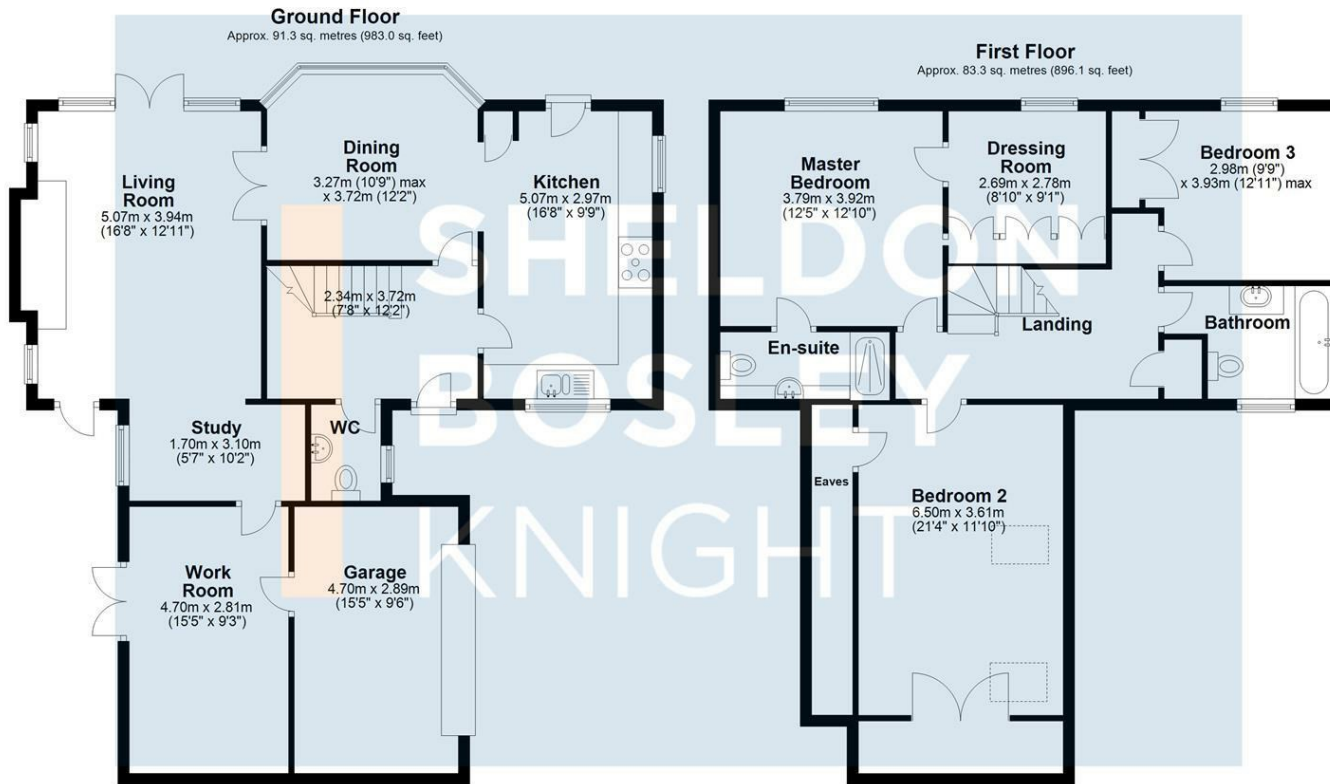 Ground Floor
Approx. 91.3 sq. metres (983.0 sq. feet)
Living
Room
5.07m x 3.94m
(16'8" x 12'11")
Dining
Room
3.27m (10'9") max
x 3.72m (12'2")
Kitchen
5.07m x 2.97m
(16'8" x 9'9")
2.34m x 3.72m
(7'8" x 12'2")
Study
1.70m x 3.10m
(5'7" x 10'2")
WC
Work
Room
4.70m x 2.81m
(15'5" x 9'3")
Garage
4.70m x 2.89m
(15'5" x 9'6")
First Floor
Approx. 83.3 sq. metres (896.1 sq. feet)
Master
Bedroom
3.79m x 3.92m
(12'5" x 12'10")
Dressing
Room
2.69m x 2.78m
(8'10" x 9'1")
Bedroom 3
2.98m (9'9")
x 3.93m (12'11") max
En-suite
Landing
Bathroom
Eaves
Bedroom 2
6.50m x 3.61m
(21'4" x 11'10")
SHELDON
BOSLEY
KNIGHT